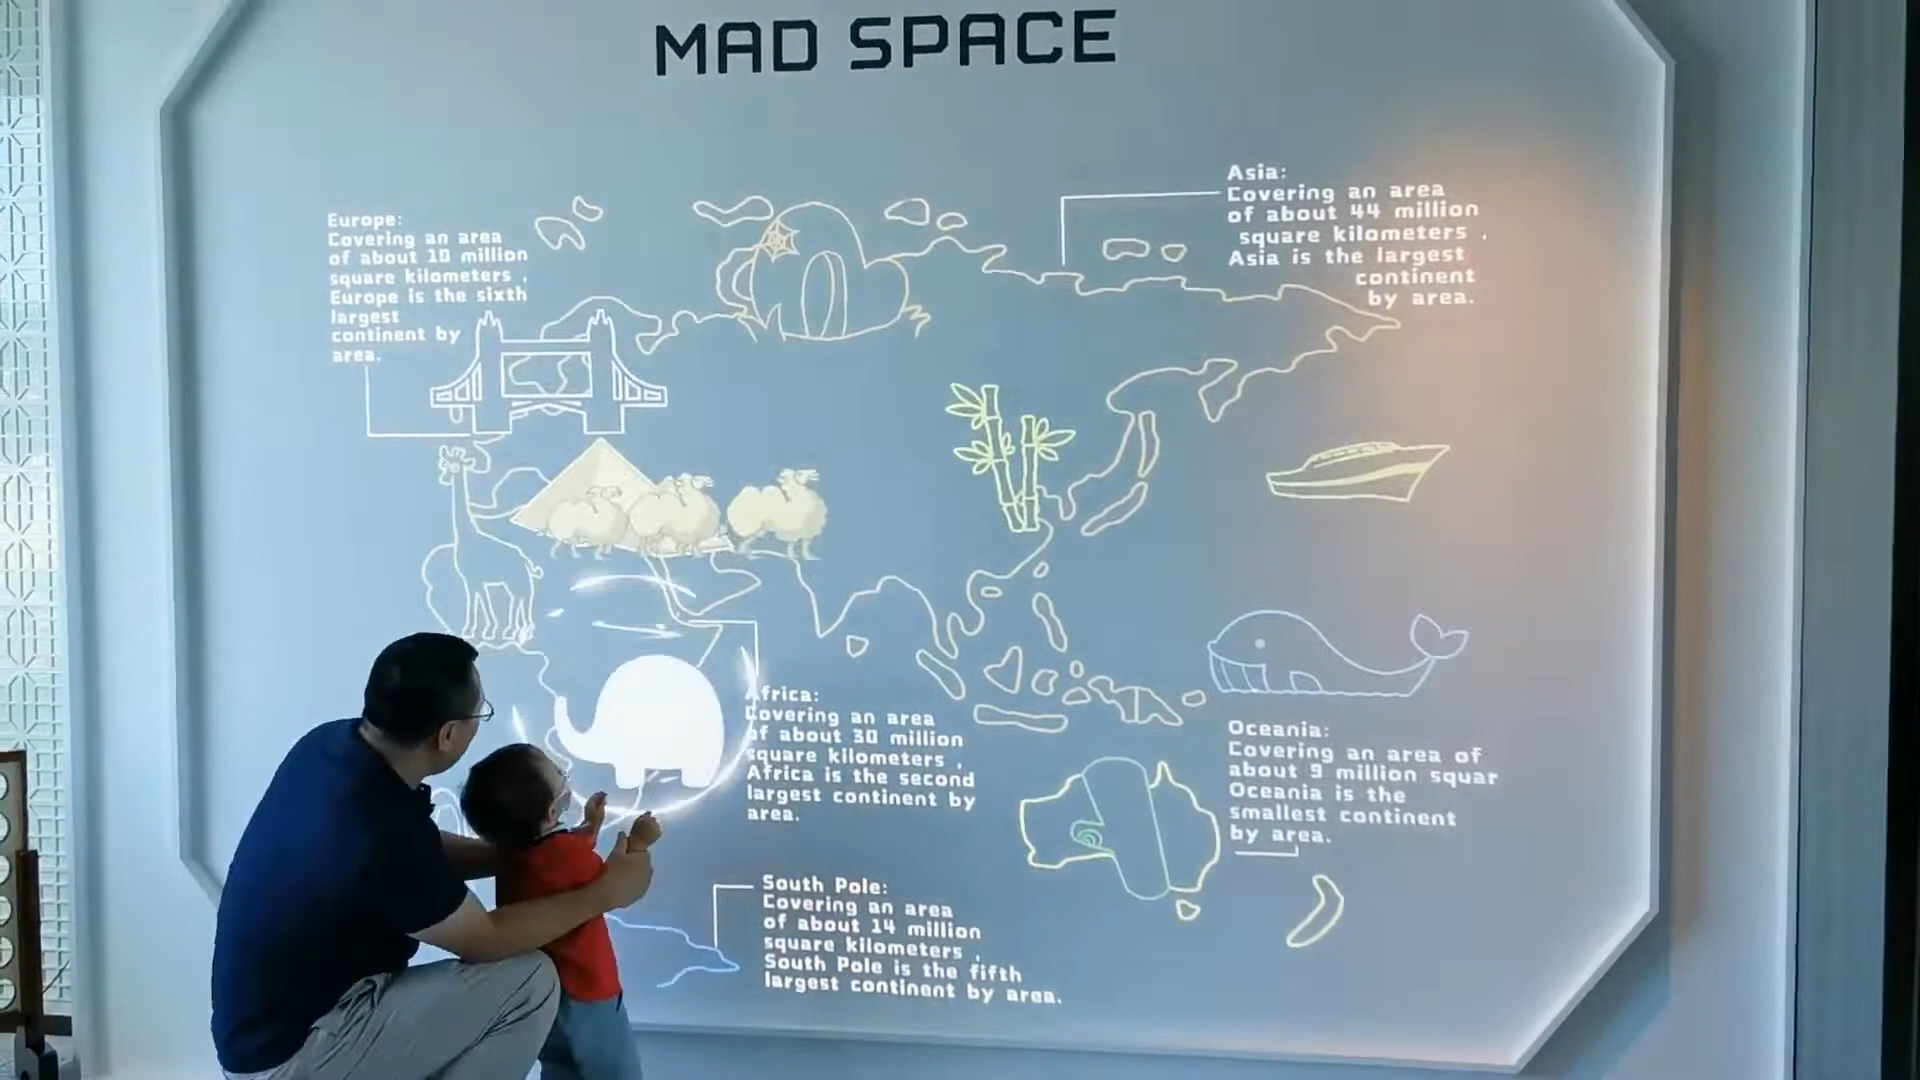 MAD SPACE
Europe:
Covering an area
of about 10 million
square kilometers ,
Europe is the sixth
largest
continent by
area.
Asia:
Covering an area
of about 44 million
square kilometers .
Asia is the largest
continent
by area.
Africa:
Covering an area
of about 30 million
square kilometers ,
Africa is the second
largest continent by
area.
Oceania:
Covering an area of
about 9 million squar
Oceania is the
smallest continent
by area.
South Pole:
Covering an area
of about 14 million
square kilometers ,
South Pole is the fifth
largest continent by area.